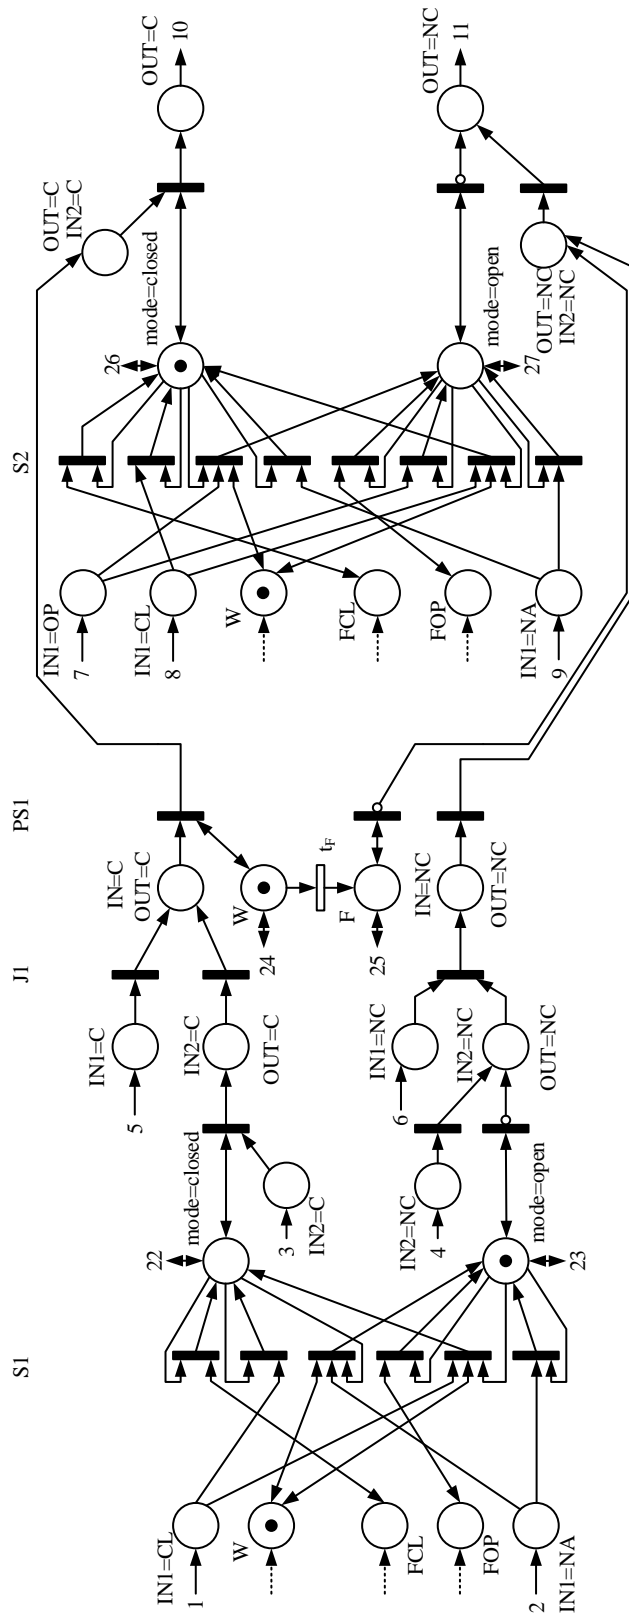 S1
IN1=CL
1
W
FCL
FOP
2
IN1=NA
22
mode=closed
3
IN2=C
IN2=NC
4
mode=open
23
J1
IN1=C
5
IN2=C
OUT=C
IN1=NC
6
IN2=NC
OUT=NC
PS1
IN=C
OUT=C
W
24
tF
F
25
IN=NC
OUT=NC
S2
IN1=OP
7
IN1=CL
8
W
FCL
FOP
IN1=NA
9
26
mode=closed
mode=open
27
OUT=C
IN2=C
OUT=NC
IN2=NC
OUT=C
10
OUT=NC
11